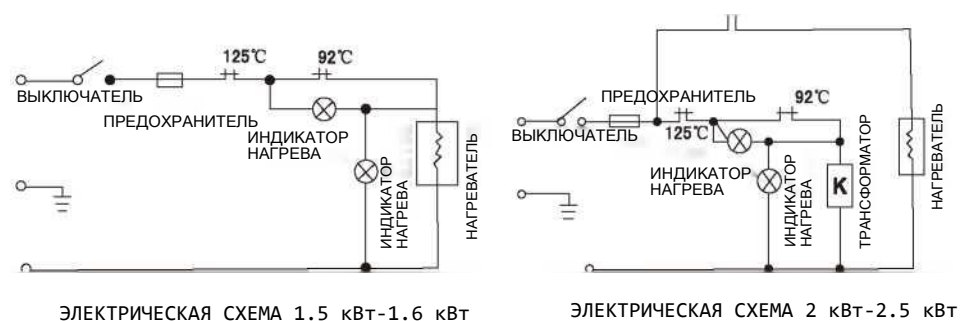 125℃
92℃
ВЫКЛЮЧАТЕЛЬ
ПРЕДОХРАНИТЕЛЬ
ИНДИКАТОР
НАГРЕВА
ИНДИКАТОР
НАГРЕВА
НАГРЕВАТЕЛЬ
ЭЛЕКТРИЧЕСКАЯ СХЕМА 1.5 кВт-1.6 кВт
ПРЕДОХРАНИТЕЛЬ
92℃
ВЫКЛЮЧАТЕЛЬ
125℃
ИНДИКАТОР
НАГРЕВА
ИНДИКАТОР
НАГРЕВА
K
ТРАНСФОРМАТОР
НАГРЕВАТЕЛЬ
ЭЛЕКТРИЧЕСКАЯ СХЕМА 2 кВт-2.5 кВт